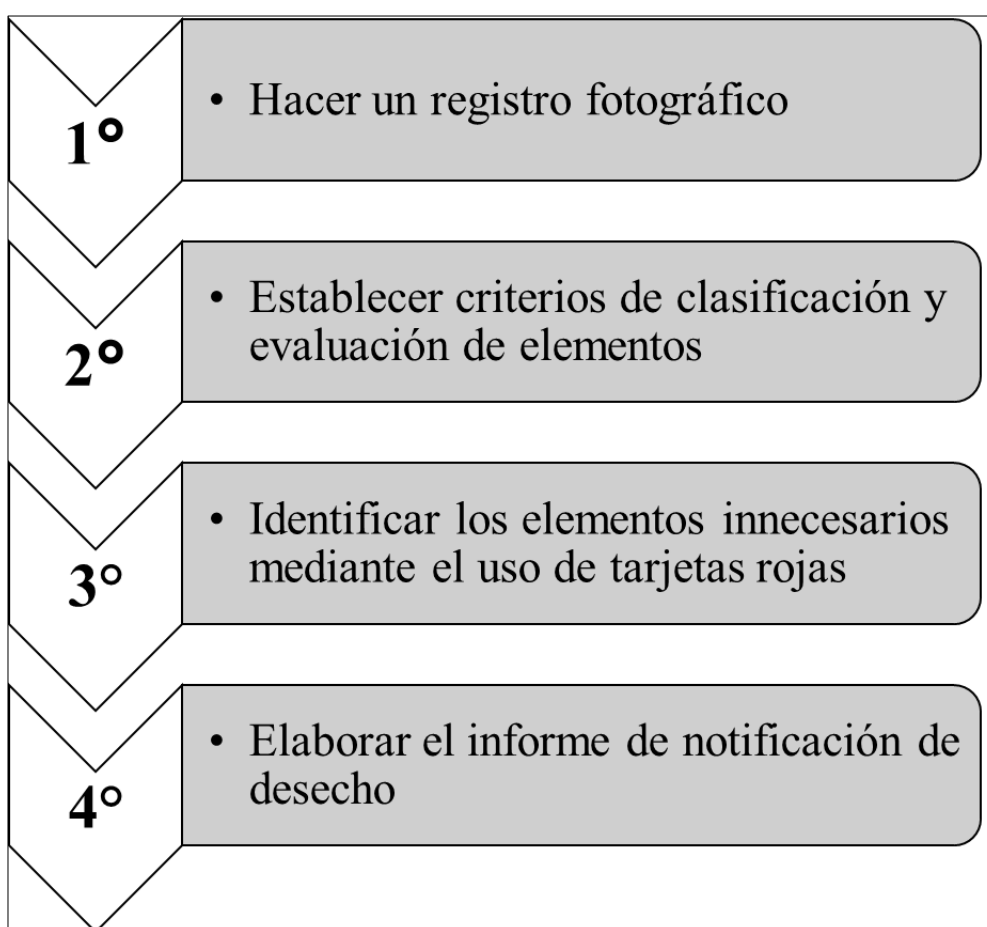 1°
• Hacer un registro fotográfico
2°
• Establecer criterios de clasificación y
evaluación de elementos
3°
• Identificar los elementos innecesarios
mediante el uso de tarjetas rojas
4°
• Elaborar el informe de notificación de
desecho